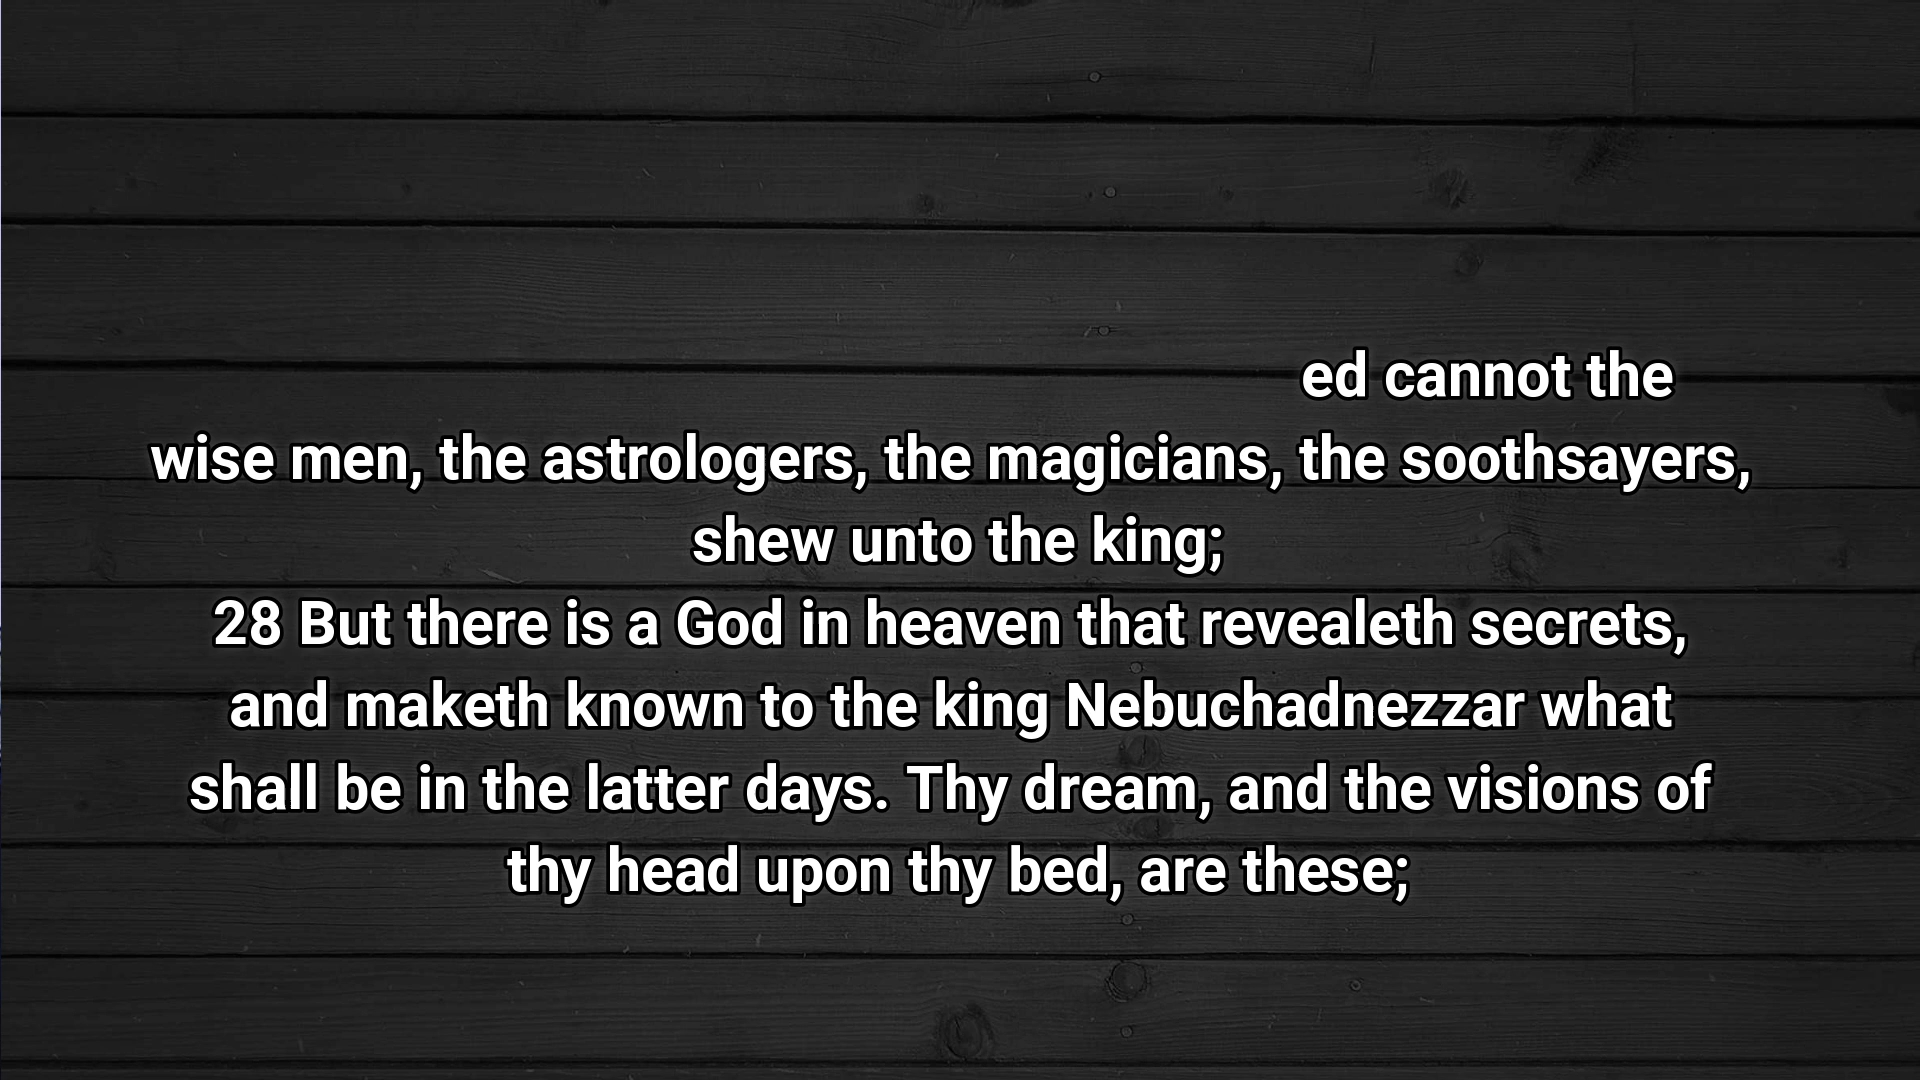 ed cannot the
wise men, the astrologers, the magicians, the soothsayers,
shew unto the king;
28 But there is a God in heaven that revealeth secrets,
and maketh known to the king Nebuchadnezzar what
shall be in the latter days. Thy dream, and the visions of
thy head upon thy bed, are these;